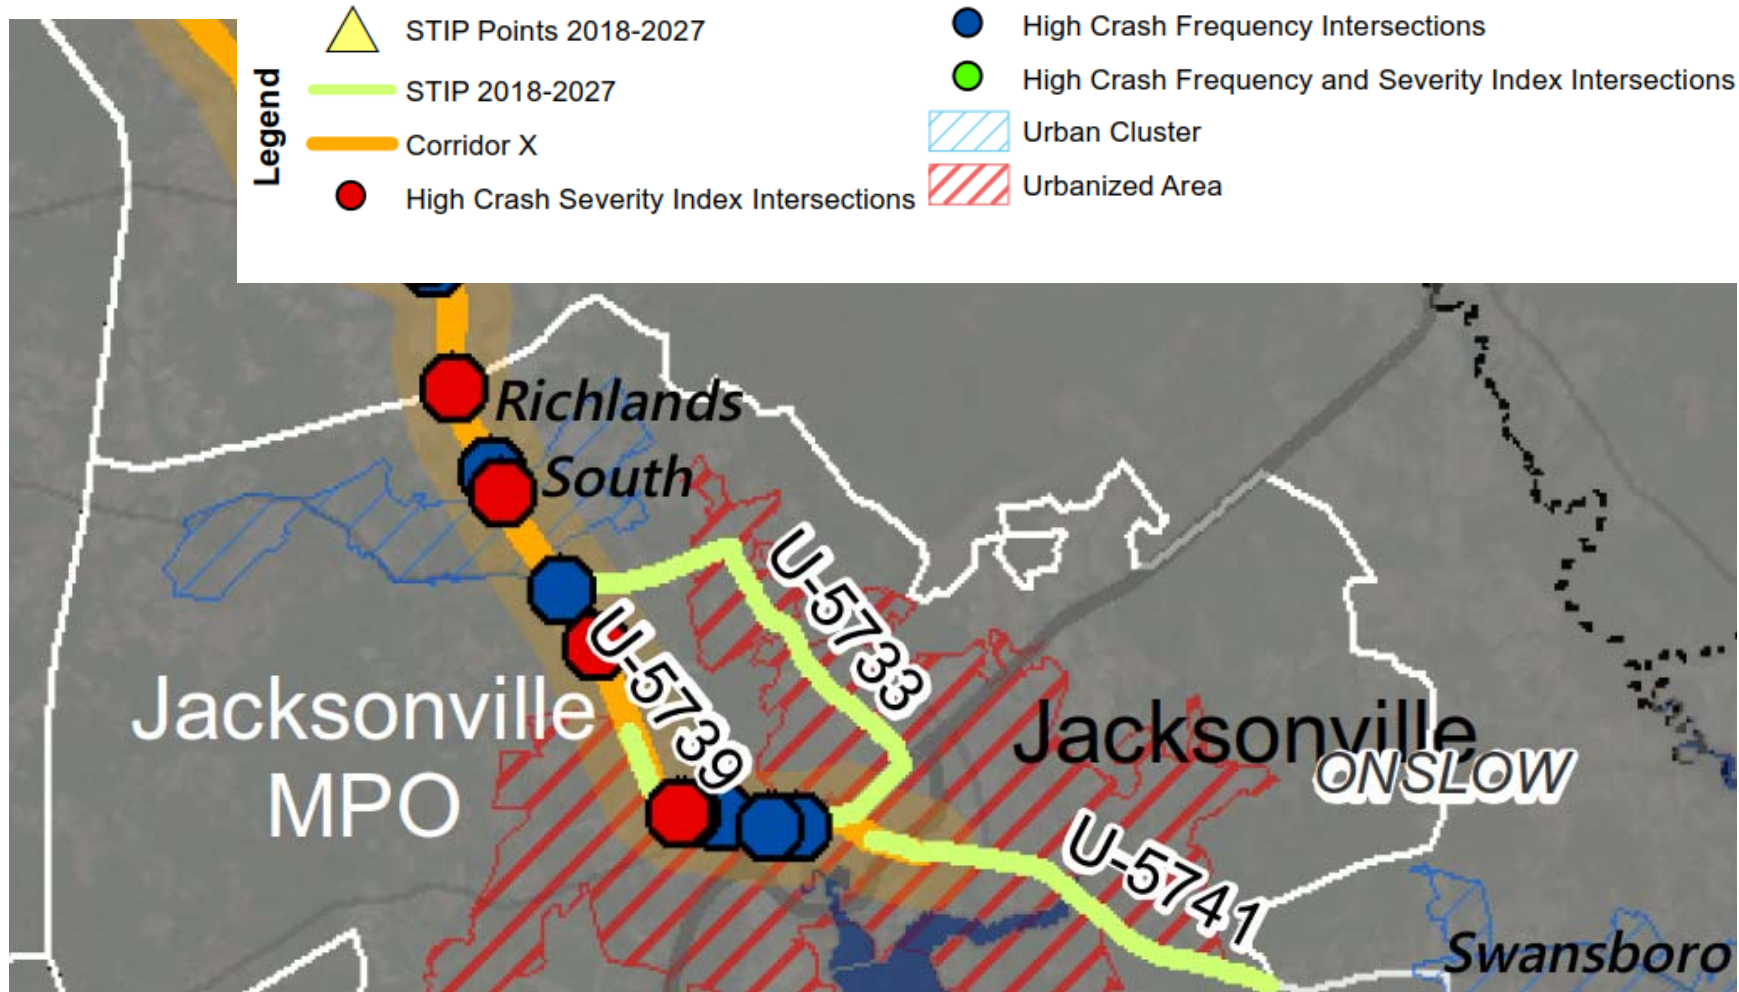 Legend
STIP Points 2018-2027
STIP 2018-2027
Corridor X
High Crash Severity Index Intersections
High Crash Frequency Intersections
High Crash Frequency and Severity Index Intersections
Urban Cluster
Urbanized Area
Richlands
South
U-5733
U-5739
Jacksonville
MPO
Jacksonville
ONSLOW
U-5741
Swansboro